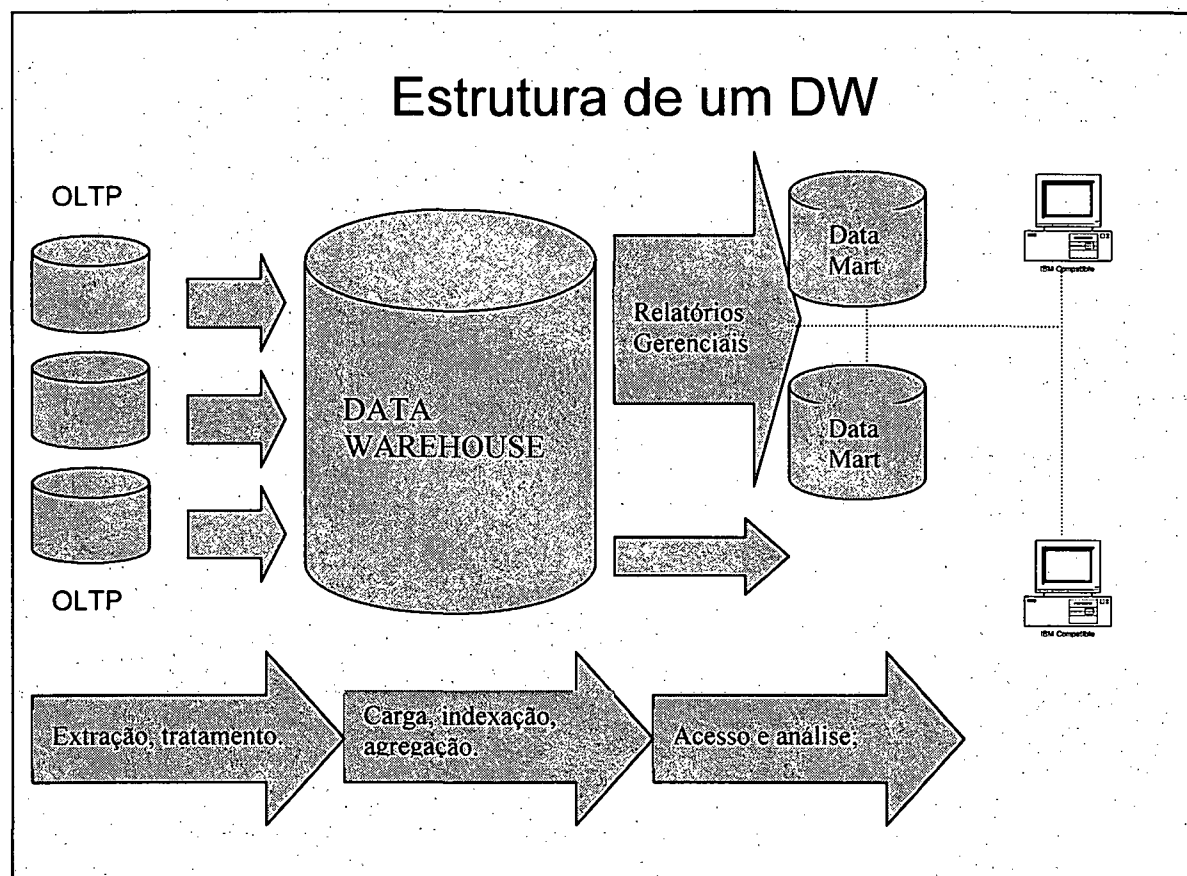 Estrutura de um DW
OLTP
OLTP
DATA
WAREHOUSE
Relatórios
Gerenciais
Data
Mart
Data
Mart
IBM Compatible
IBM Compatible
Extração, tratamento.
Carga, indexação,
agregação.
Acesso e análise;